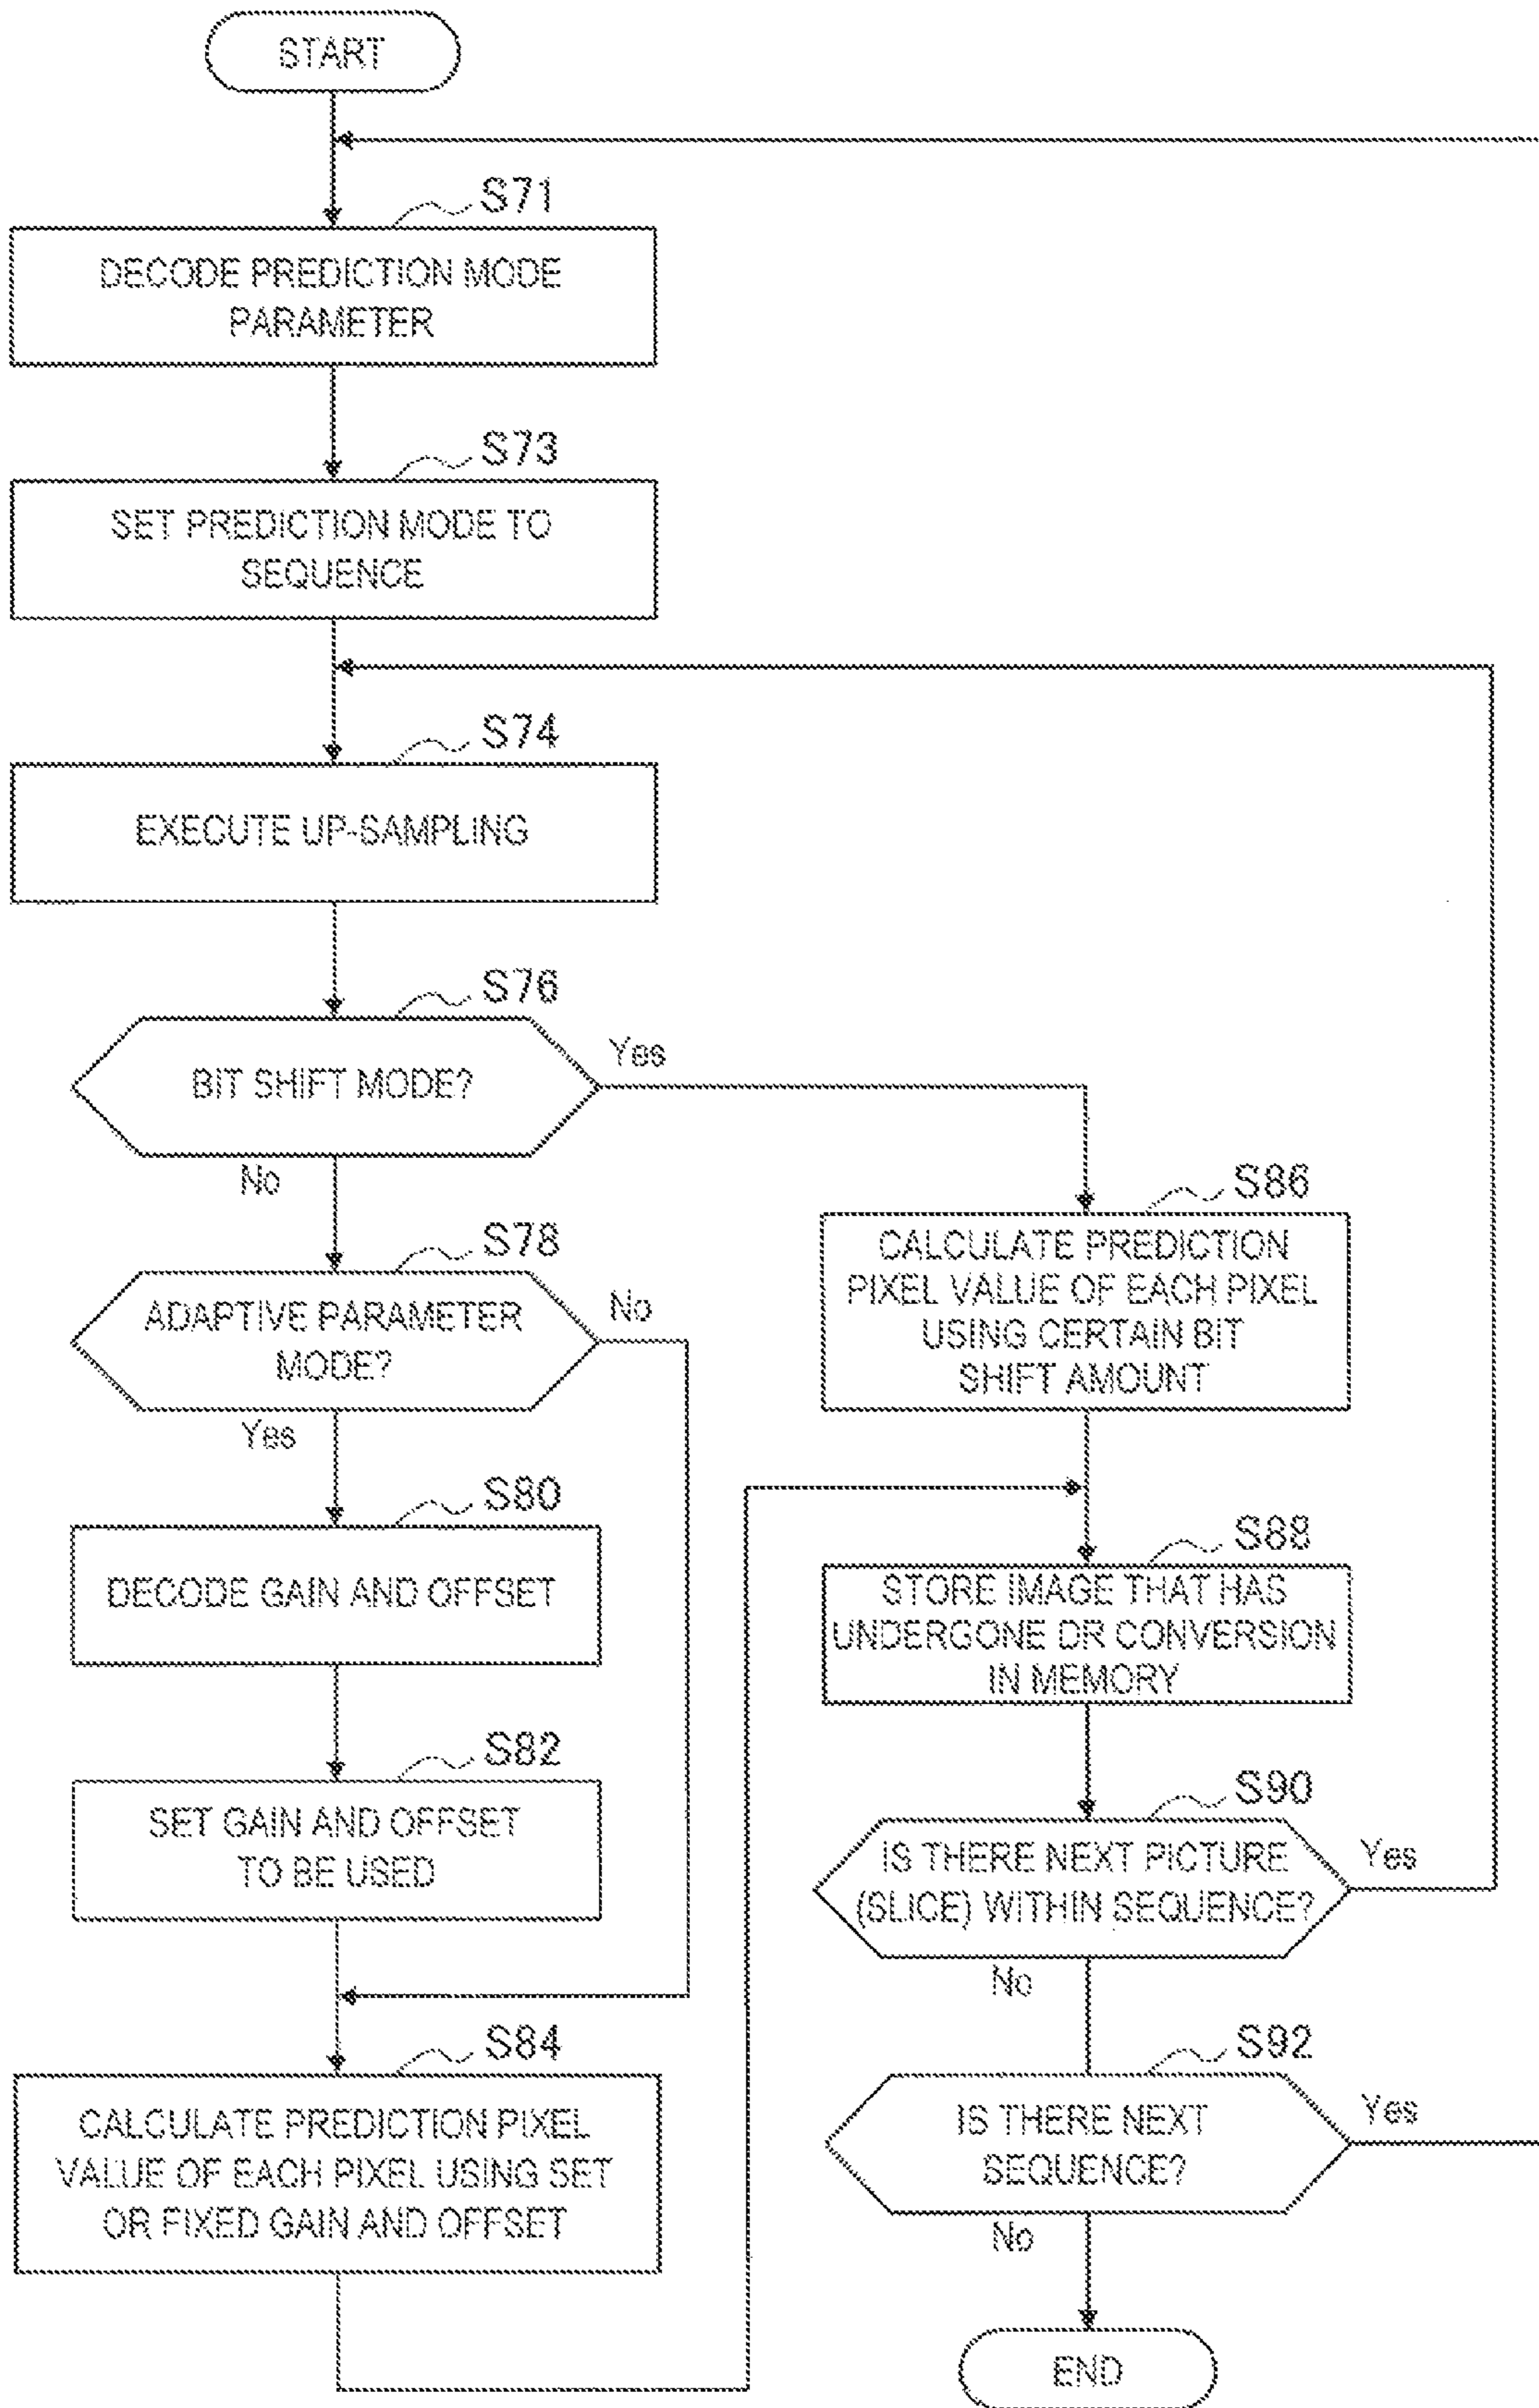 START
S71
DECODE PREDICTION MODE
PARAMETER
S73
SET PREDICTION MODE TO
SEQUENCE
S74
EXECUTE UP-SAMPLING
S76
BIT SHIFT MODE?
Yes
No
S78
ADAPTIVE PARAMETER
MODE?
No
Yes
S80
DECODE GAIN AND OFFSET
S82
SET GAIN AND OFFSET
TO BE USED
S84
CALCULATE PREDICTION PIXEL
VALUE OF EACH PIXEL USING SET
OR FIXED GAIN AND OFFSET
S86
CALCULATE PREDICTION
PIXEL VALUE OF EACH PIXEL
USING CERTAIN BIT
SHIFT AMOUNT
S88
STORE IMAGE THAT HAS
UNDERGONE DR CONVERSION
IN MEMORY
S90
IS THERE NEXT PICTURE
(SLICE) WITHIN SEQUENCE?
Yes
No
S92
IS THERE NEXT
SEQUENCE?
Yes
No
END